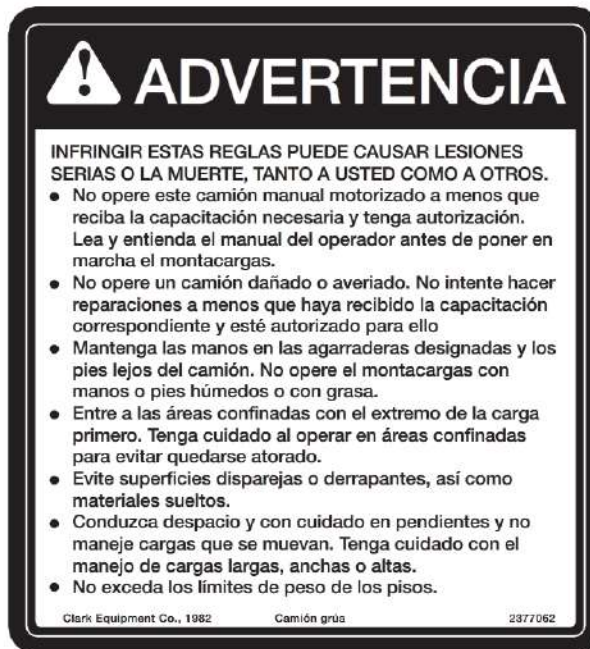 ADVERTENCIA
INFRINGIR ESTAS REGLAS PUEDE CAUSAR LESIONES
SERIAS O LA MUERTE, TANTO A USTED COMO A OTROS.
● No opere este camión manual motorizado a menos que
reciba la capacitación necesaria y tenga autorización.
Lea y entienda el manual del operador antes de poner en
marcha el montacargas.
● No opere un camión dañado o averiado. No intente hacer
reparaciones a menos que haya recibido la capacitación
correspondiente y esté autorizado para ello
● Mantenga las manos en las agarraderas designadas y los
pies lejos del camión. No opere el montacargas con
manos o pies húmedos o con grasa.
● Entre a las áreas confinadas con el extremo de la carga
primero. Tenga cuidado al operar en áreas confinadas
para evitar quedarse atorado.
● Evite superficies disparejas o derrapantes, así como
materiales sueltos.
● Conduzca despacio y con cuidado en pendientes y no
maneje cargas que se muevan. Tenga cuidado con el
manejo de cargas largas, anchas o altas.
● No exceda los límites de peso de los pisos.
Clark Equipment Co., 1982 Camión grúa 2377062